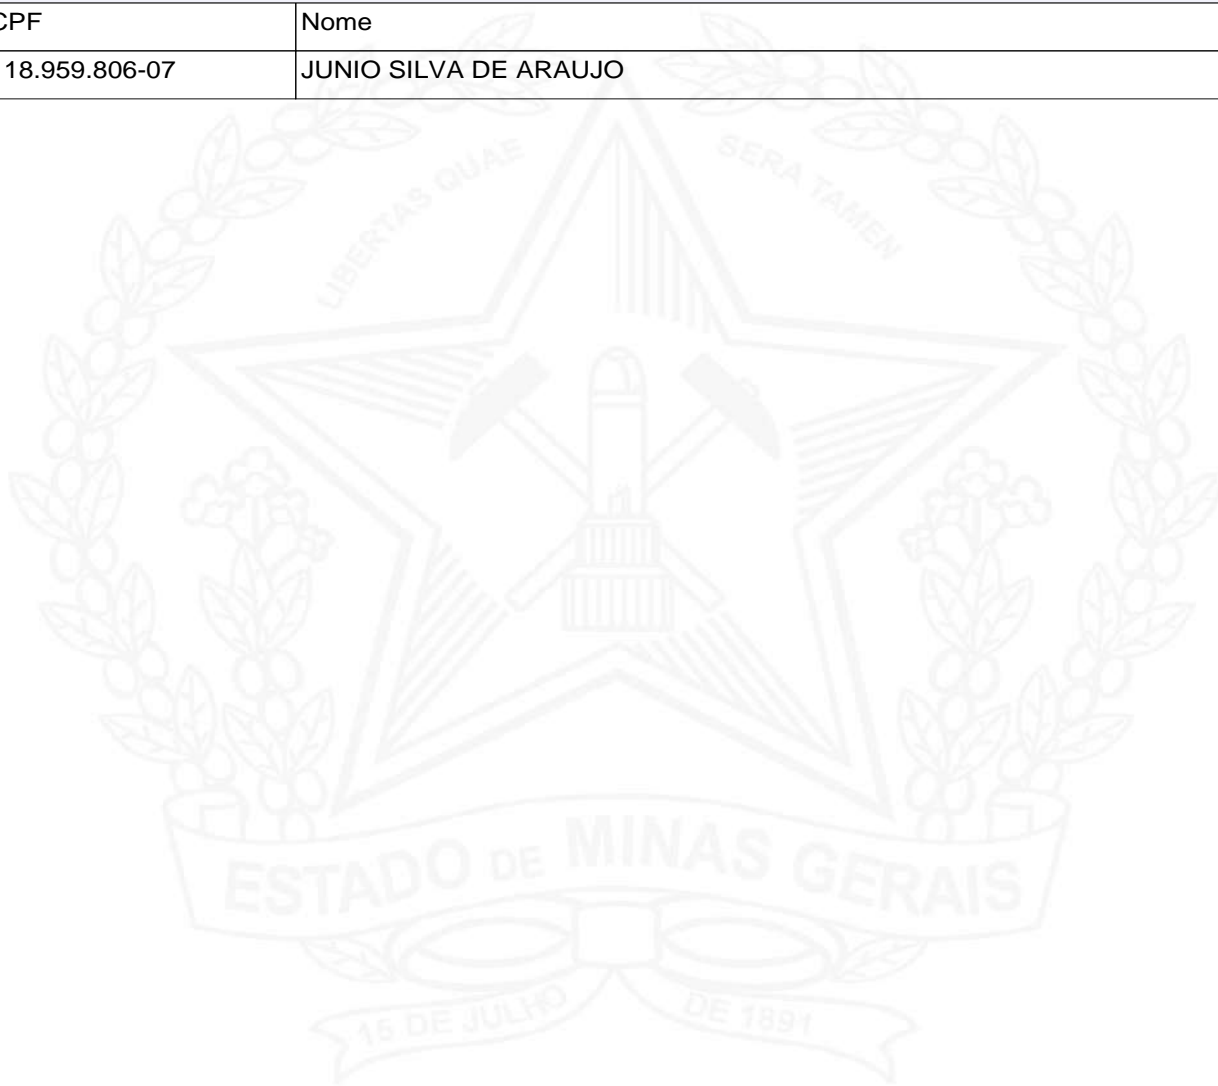 CPF Nome
18.959.806-07 JUNIO SILVA DE ARAUJO
LIBERTAS QUAE SERA TAMEN
ESTADO DE MINAS GERAIS
15 DE JULHO DE 1891